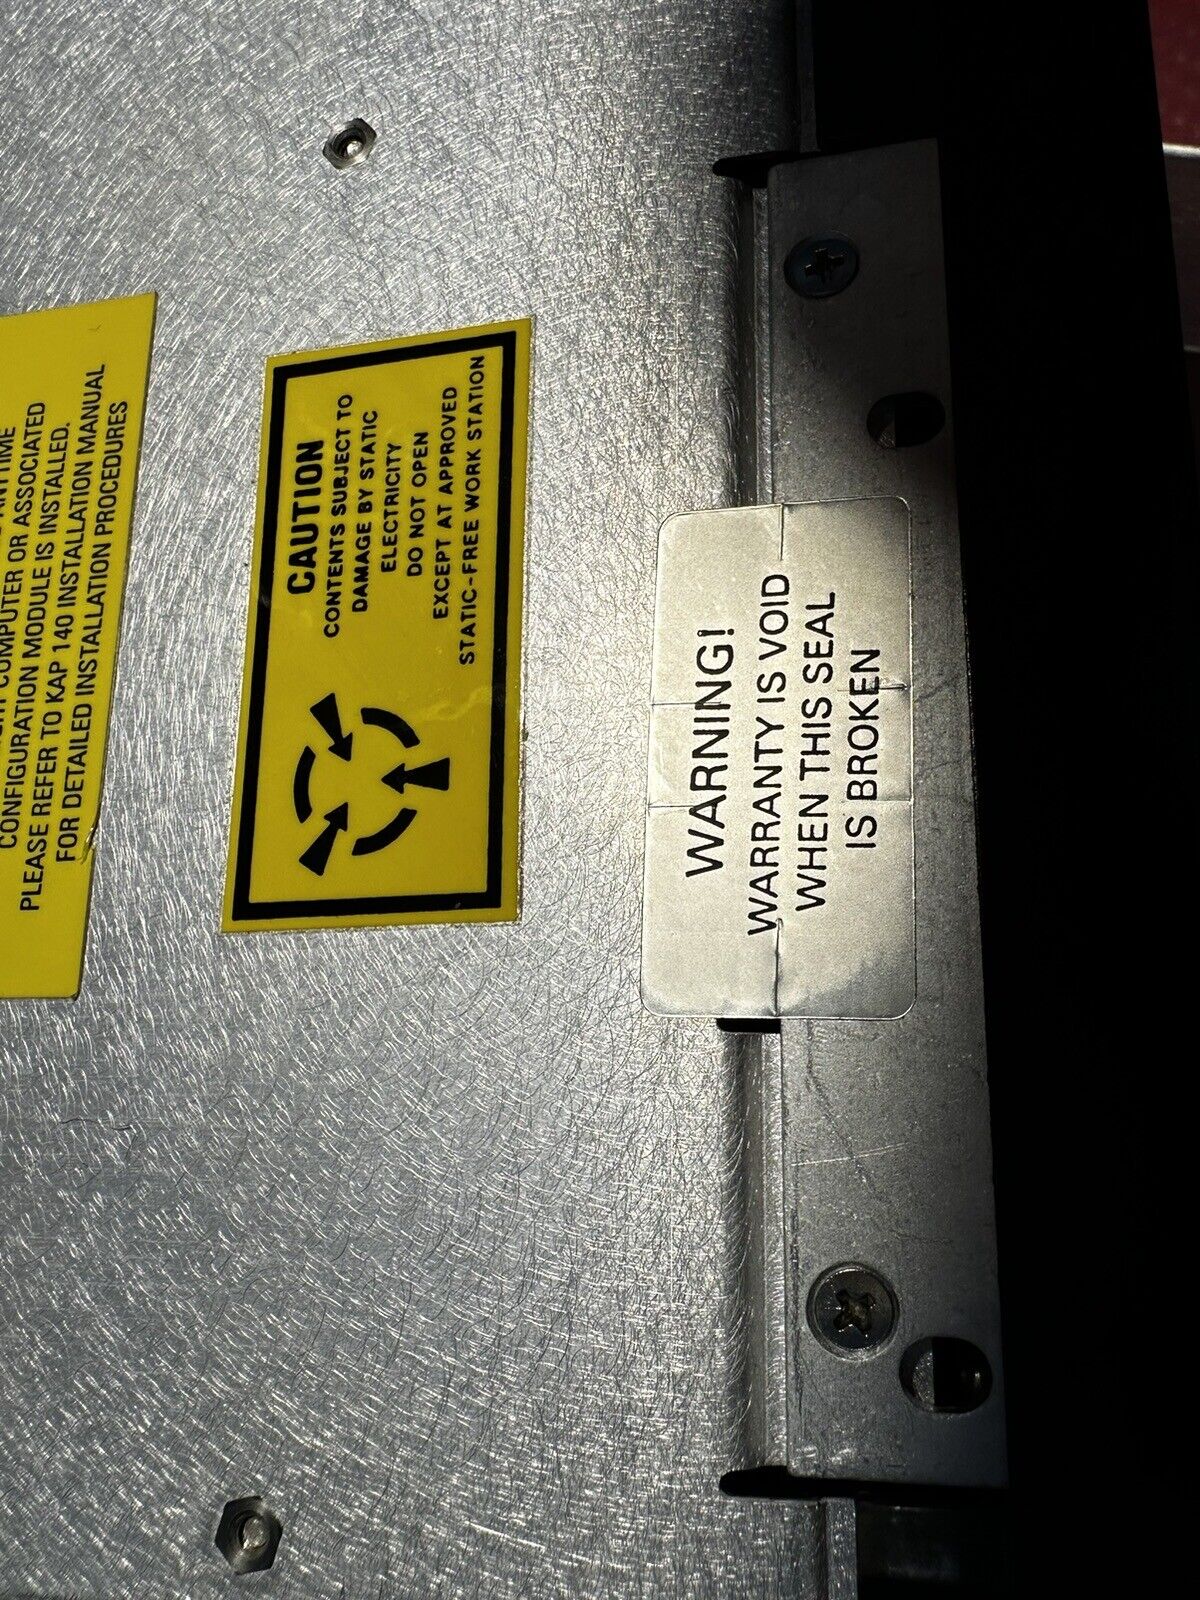 CONFIGURATION MODULE IS INSTALLED.
PLEASE REFER TO KAP 140 INSTALLATION MANUAL
FOR DETAILED INSTALLATION PROCEDURES
CAUTION
CONTENTS SUBJECT TO
DAMAGE BY STATIC
ELECTRICITY
DO NOT OPEN
EXCEPT AT APPROVED
STATIC-FREE WORK STATION
WARNING!
WARRANTY IS VOID
WHEN THIS SEAL
IS BROKEN